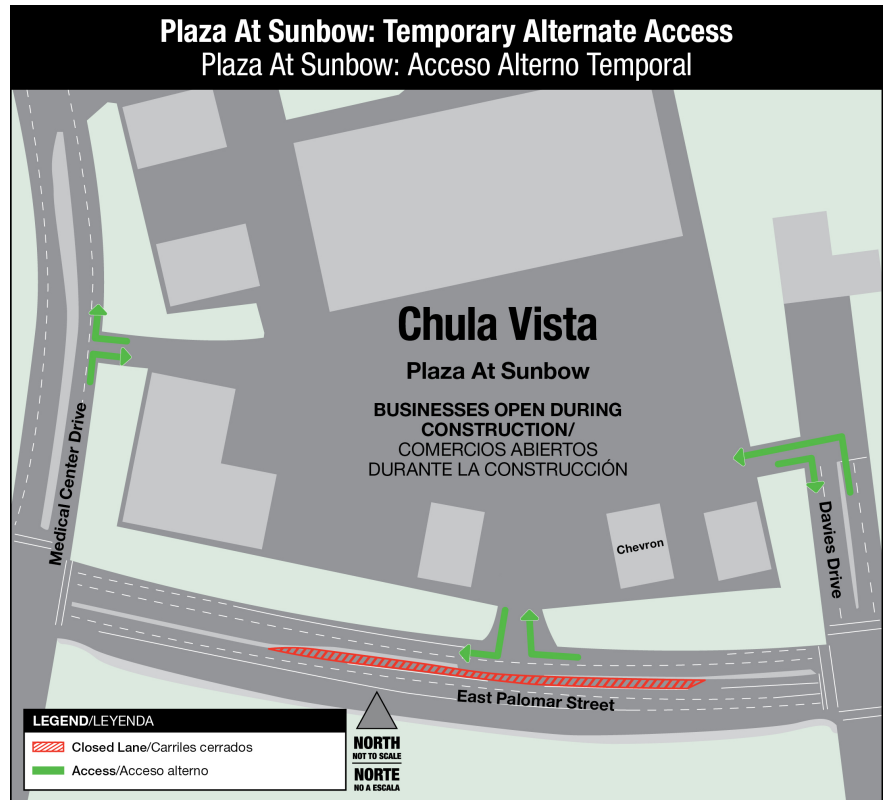 Plaza At Sunbow: Temporary Alternate Access
Plaza At Sunbow: Acceso Alterno Temporal
Chula Vista
Plaza At Sunbow
BUSINESSES OPEN DURING
CONSTRUCTION/
COMERCIOS ABIERTOS
DURANTE LA CONSTRUCCIÓN
Medical Center Drive
Chevron
Davies Drive
East Palomar Street
LEGEND/LEYENDA
Closed Lane/Carriles cerrados
Access/Acceso alterno
NORTH
NOT TO SCALE
NORTE
NO A ESCALA